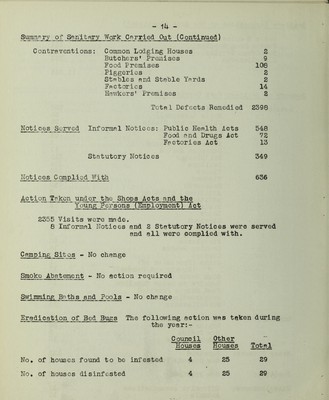 - 14 -
Summary of Sanitary Work Carried Out (Continued)
Contraventions: Common Lodging Houses 2
Butchers' Premises 9
Food Premises 108
Piggeries 2
Stables and Stable Yards 2
Factories 14
Hawkers' Premises 2
Total Defects Remedied 2398
Notices Served Informal Notices: Public Health Acts 548
Food and Drugs Act 72
Factories Act 13
Statutory Notices 349
Notices Complied With 636
Action Taken under the Shops Acts and the
Young Persons (Employment) Act
2355 Visits were made.
8 Informal Notices and 2 Statutory Notices were served
and all were complied with.
Camping Sites - No change
Smoke Abatement - No action required
Swimming Baths and Pools - No change
Eradication of Bed Bugs The following action was taken during
the year:-
Council Other
Houses Houses Total
No. of houses found to be infested 4 25 29
No. of houses disinfested 4 25 29